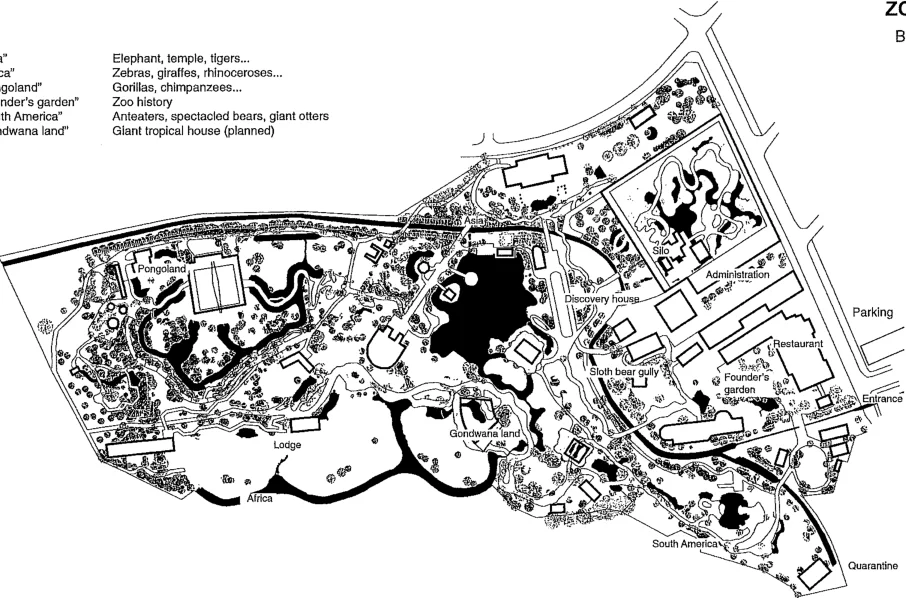 ZO
B
a" Elephant, temple, tigers...
ca" Zebras, giraffes, rhinoceroses...
goland" Gorillas, chimpanzees...
nder's garden" Zoo history
th America" Anteaters, spectacled bears, giant otters
dwana land" Giant tropical house (planned)
Asia
Silo
Pongoland
Administration
Discovery house
Parking
Restaurant
Sloth bear gully
Founder's
garden
Entrance
Gondwana land
Lodge
Africa
South America
Quarantine